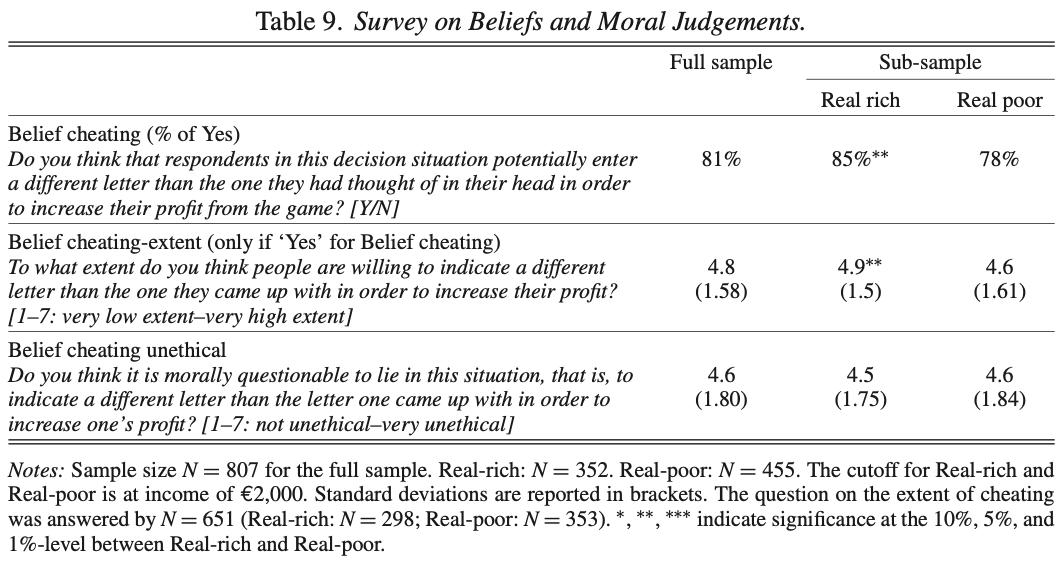 Table 9. Survey on Beliefs and Moral Judgements.
Full sample Sub-sample
Real rich Real poor
Belief cheating (% of Yes)
Do you think that respondents in this decision situation potentially enter 81% 85%** 78%
a different letter than the one they had thought of in their head in order
to increase their profit from the game? [Y/N]
Belief cheating-extent (only if ‘Yes’ for Belief cheating)
To what extent do you think people are willing to indicate a different 4.8 4.9** 4.6
letter than the one they came up with in order to increase their profit? (1.58) (1.5) (1.61)
[1–7: very low extent–very high extent]
Belief cheating unethical
Do you think it is morally questionable to lie in this situation, that is, to 4.6 4.5 4.6
indicate a different letter than the letter one came up with in order to (1.80) (1.75) (1.84)
increase one’s profit? [1–7: not unethical–very unethical]
Notes: Sample size N = 807 for the full sample. Real-rich: N = 352. Real-poor: N = 455. The cutoff for Real-rich and
Real-poor is at income of €2,000. Standard deviations are reported in brackets. The question on the extent of cheating
was answered by N = 651 (Real-rich: N = 298; Real-poor: N = 353). *, **, *** indicate significance at the 10%, 5%, and
1%-level between Real-rich and Real-poor.